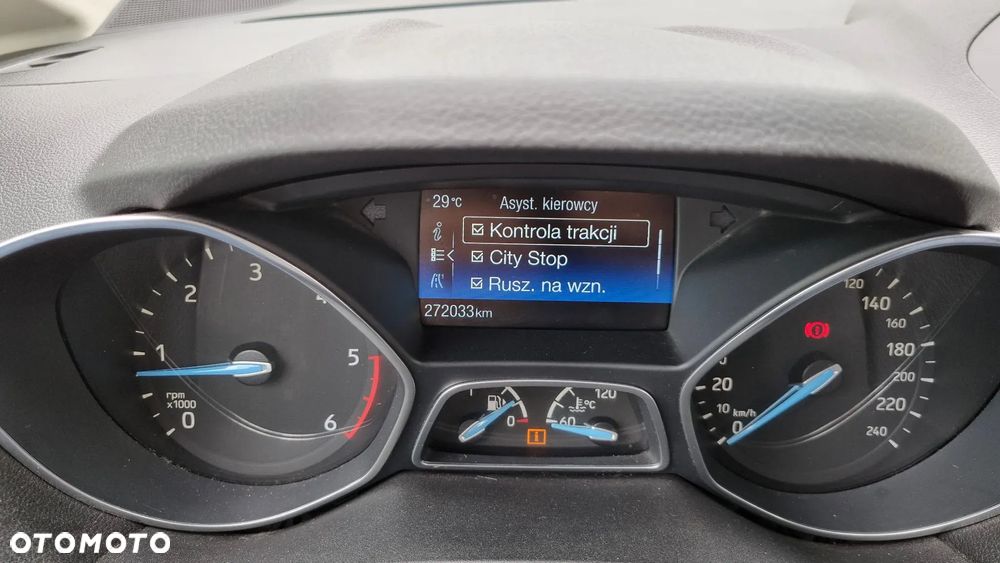 29°C
Asyst. kierowcy
Kontrola trakcji
City Stop
Rusz. na wzn.
272033km
0
1
2
3
4
5
6
rpm
x1000
0
60
120
°C
0
10
20
km/h
120
140
160
180
200
220
240
OTOMOTO